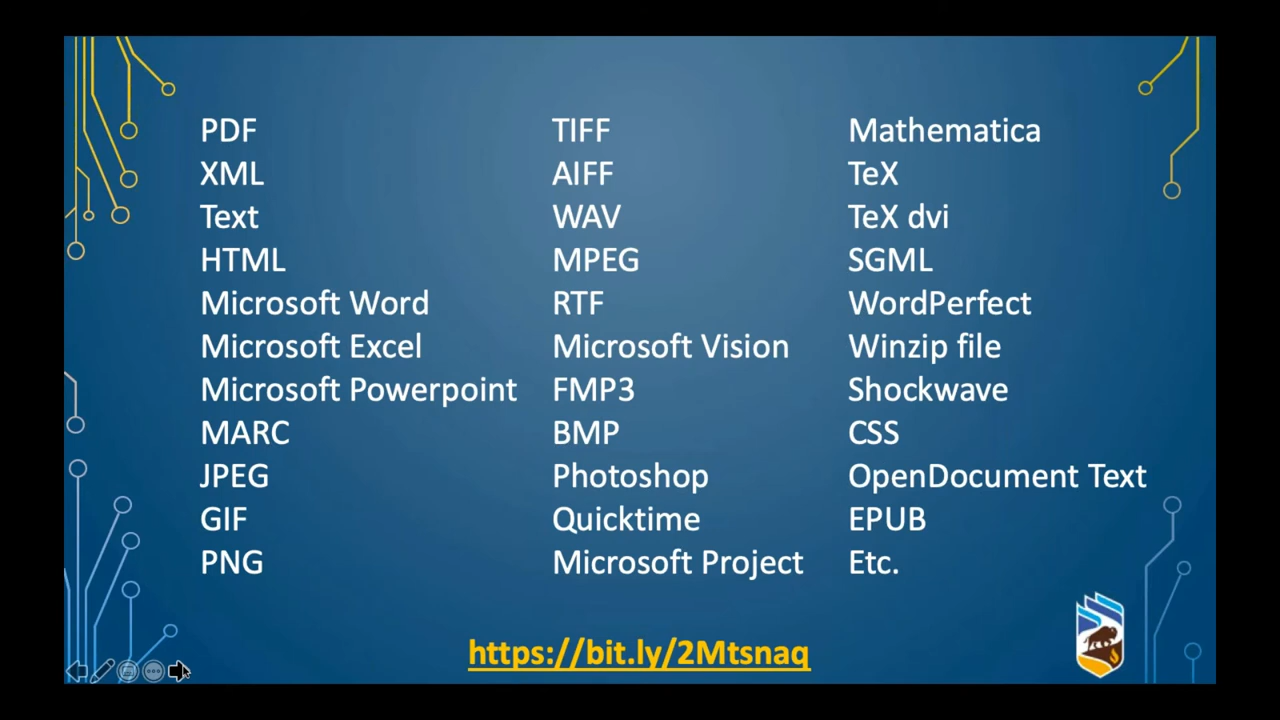 PDF
XML
Text
HTML
Microsoft Word
Microsoft Excel
Microsoft Powerpoint
MARC
JPEG
GIF
PNG
TIFF
AIFF
WAV
MPEG
RTF
Microsoft Vision
FMP3
BMP
Photoshop
Quicktime
Microsoft Project
Mathematica
TeX
TeX dvi
SGML
WordPerfect
Winzip file
Shockwave
CSS
OpenDocument Text
EPUB
Etc.
https://bit.ly/2Mtsnaq